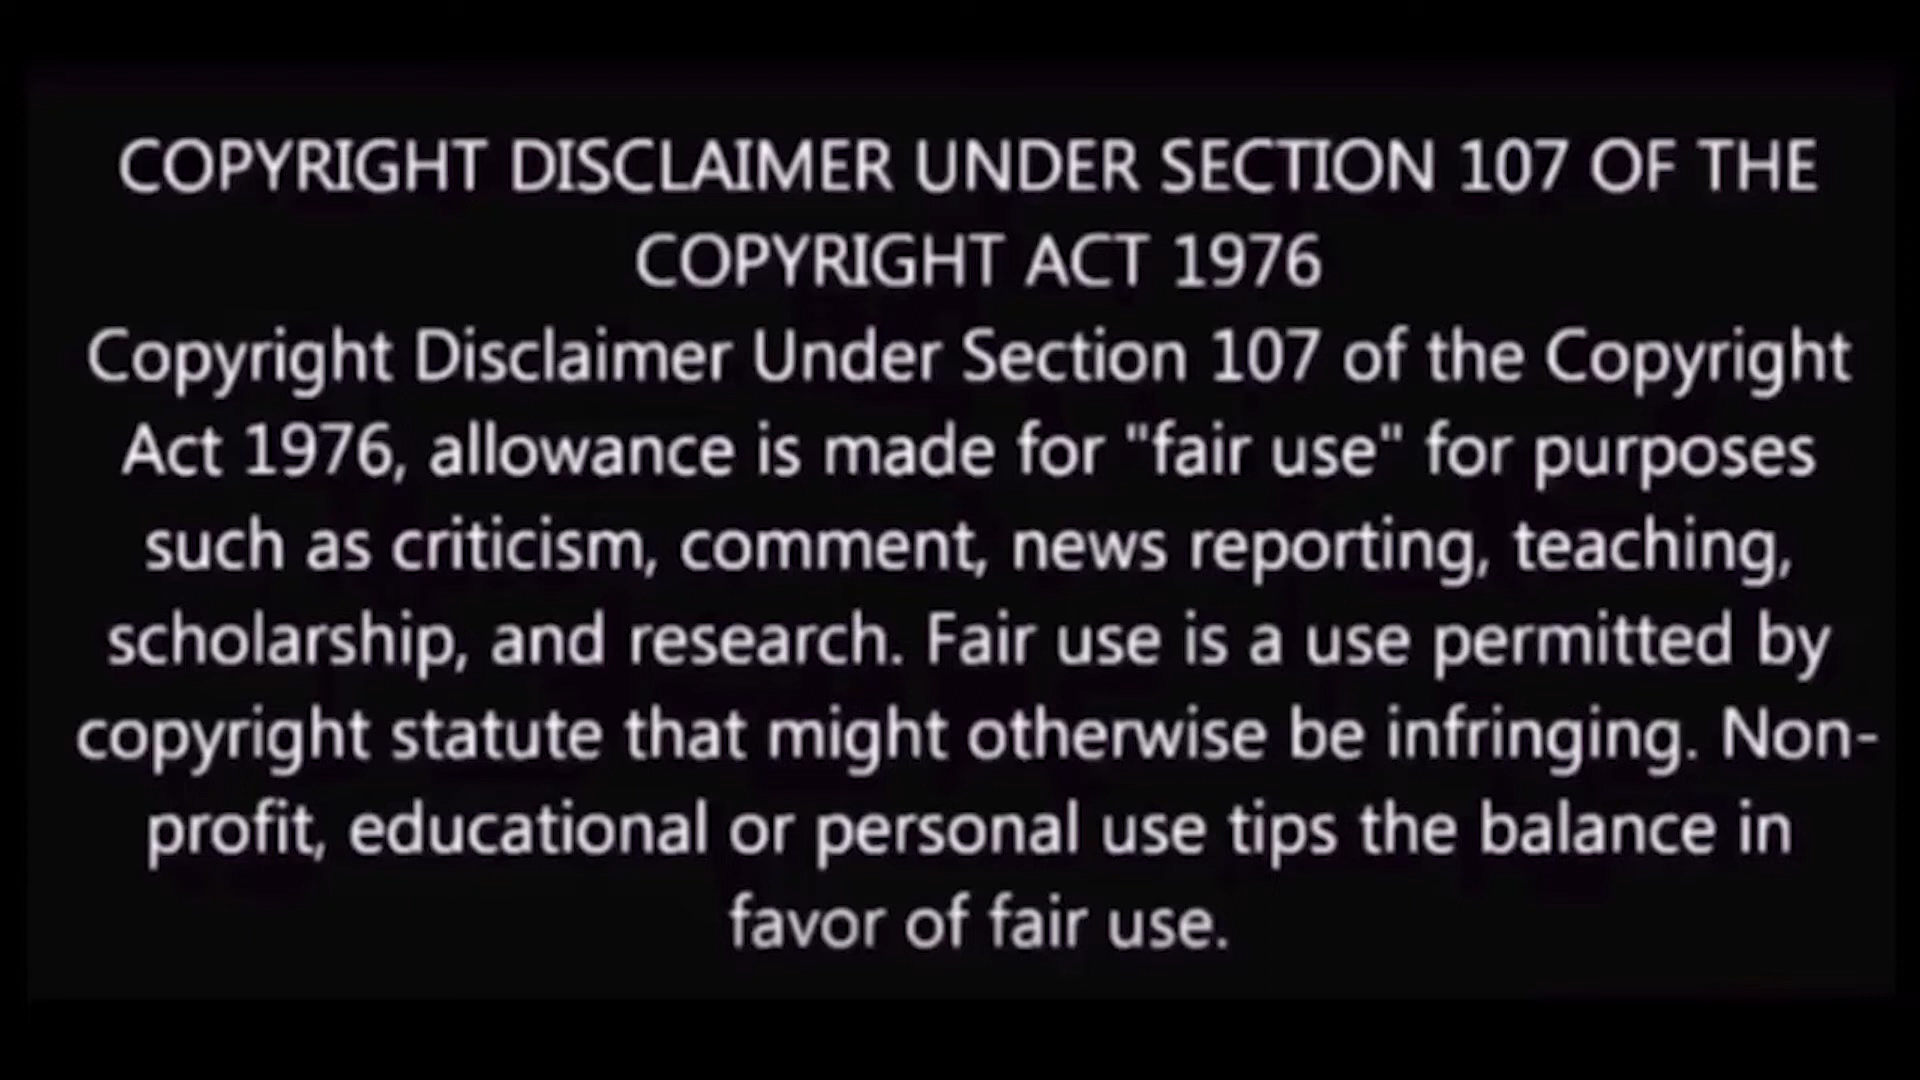 COPYRIGHT DISCLAIMER UNDER SECTION 107 OF THE
COPYRIGHT ACT 1976
Copyright Disclaimer Under Section 107 of the Copyright
Act 1976, allowance is made for "fair use" for purposes
such as criticism, comment, news reporting, teaching,
scholarship, and research. Fair use is a use permitted by
copyright statute that might otherwise be infringing. Non-
profit, educational or personal use tips the balance in
favor of fair use.